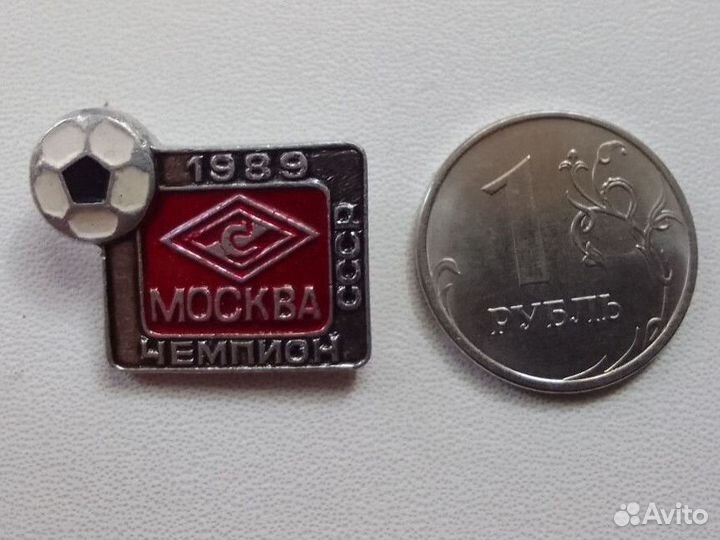 1989
С
МОСКВА
ЧЕМПИОН
СССР
1
РУБЛЬ
Avito